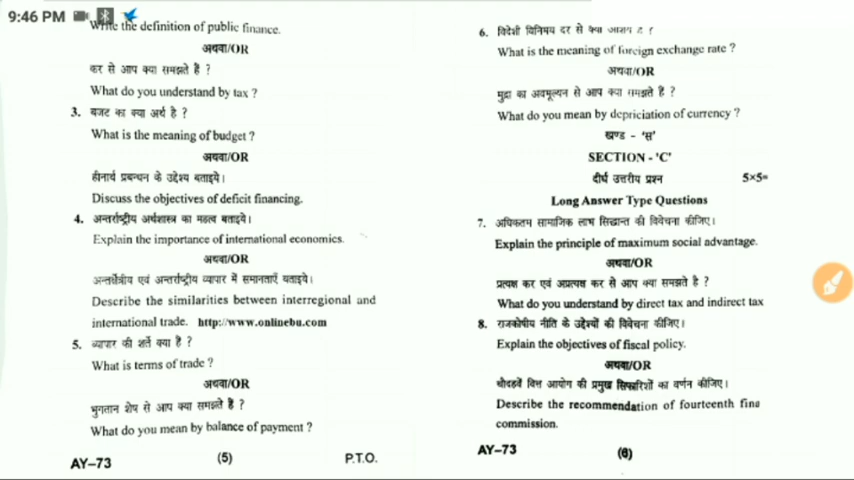 9:46 PM
Write the definition of public finance.
अथवा/OR
कर से आप क्या समझते हैं ?
What do you understand by tax ?
3. बजट का क्या अर्थ है ?
What is the meaning of budget ?
अथवा/OR
हीनार्थ प्रबन्धन के उद्देश्य बताइये।
Discuss the objectives of deficit financing.
4. अन्तर्राष्ट्रीय अर्थशास्त्र का महत्व बताइये।
Explain the importance of international economics.
अथवा/OR
अन्तर्क्षेत्रीय एवं अन्तर्राष्ट्रीय व्यापार में समानताएँ बताइये।
Describe the similarities between interregional and
international trade. http://www.onlinebu.com
5. व्यापार की शर्तें क्या हैं ?
What is terms of trade ?
अथवा/OR
भुगतान शेष से आप क्या समझते हैं ?
What do you mean by balance of payment ?
AY–73 (5) P.T.O.
6. विदेशी विनिमय दर से क्या आशय है ?
What is the meaning of foreign exchange rate ?
अथवा/OR
मुद्रा का अवमूल्यन से आप क्या समझते हैं ?
What do you mean by depriciation of currency ?
खण्ड - 'स'
SECTION - 'C'
दीर्घ उत्तरीय प्रश्न 5×5=
Long Answer Type Questions
7. अधिकतम सामाजिक लाभ सिद्धान्त की विवेचना कीजिए।
Explain the principle of maximum social advantage.
अथवा/OR
प्रत्यक्ष कर एवं अप्रत्यक्ष कर से आप क्या समझते है ?
What do you understand by direct tax and indirect tax
8. राजकोषीय नीति के उद्देश्यों की विवेचना कीजिए।
Explain the objectives of fiscal policy.
अथवा/OR
चौदहवें वित्त आयोग की प्रमुख सिफारिशों का वर्णन कीजिए।
Describe the recommendation of fourteenth fina
commission.
AY–73 (6)